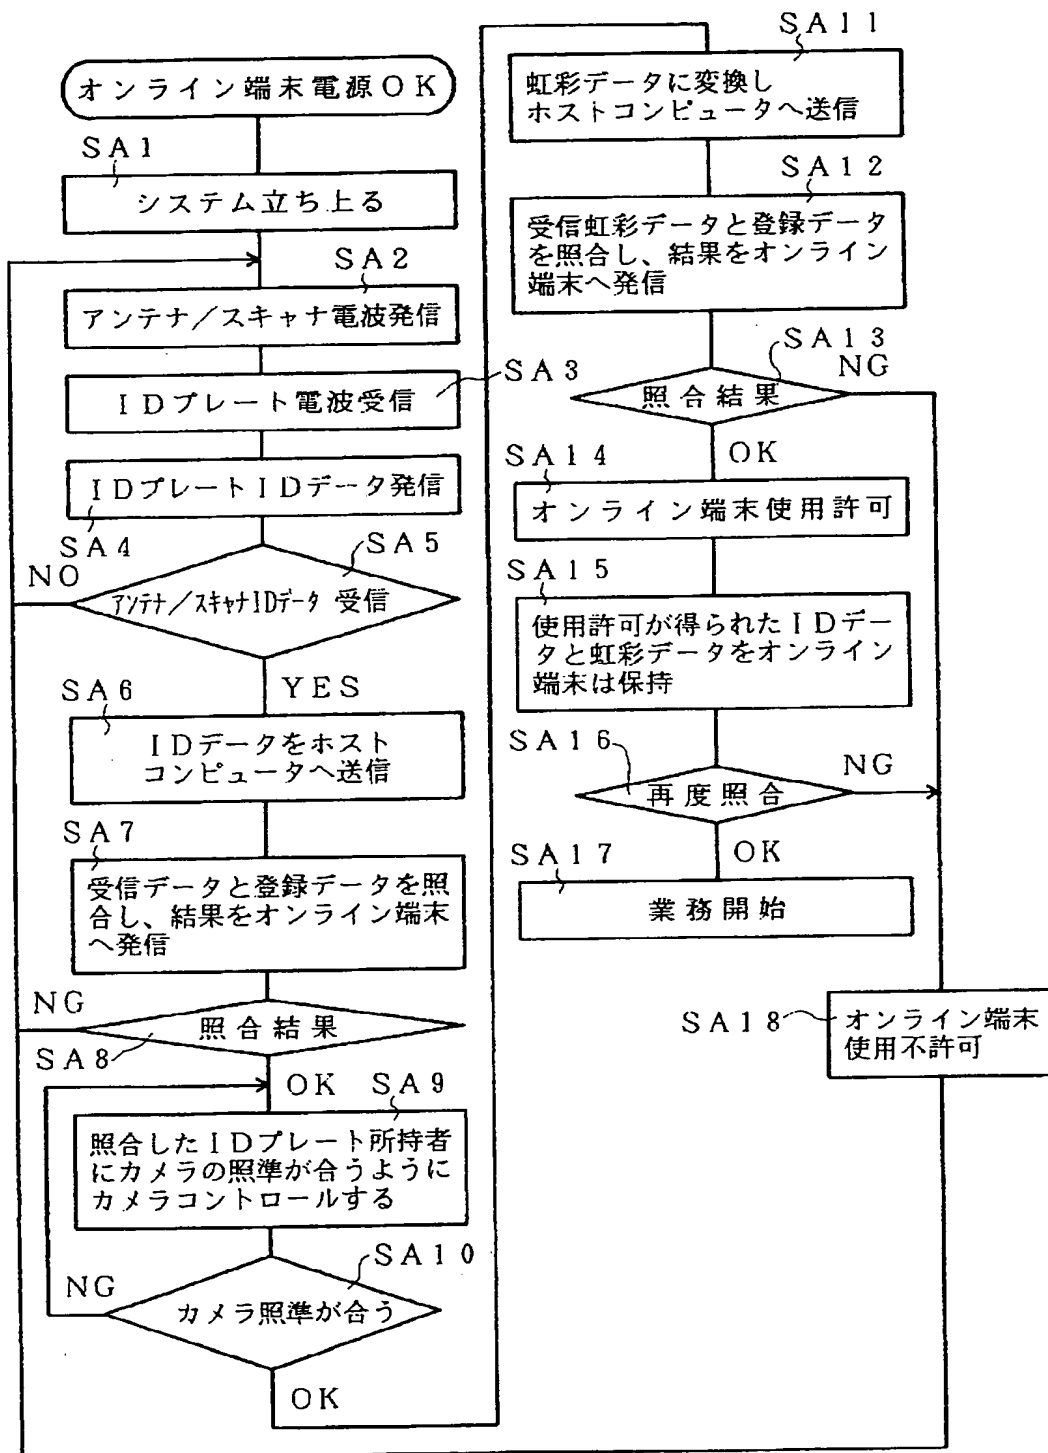 オンライン端末電源OK
SA1
システム立ち上る
SA2
アンテナ/スキャナ電波発信
SA3
IDプレート電波受信
IDプレートIDデータ発信
SA4
SA5
NO
アンテナ/スキャナIDデータ 受信
YES
SA6
IDデータをホスト
コンピュータへ送信
SA7
受信データと登録データを照
合し、結果をオンライン端末
へ発信
NG
照合結果
SA8
OK
SA9
照合したIDプレート所持者
にカメラの照準が合うように
カメラコントロールする
SA10
NG
カメラ照準が合う
OK
SA11
虹彩データに変換し
ホストコンピュータへ送信
SA12
受信虹彩データと登録データ
を照合し、結果をオンライン
端末へ発信
SA13
NG
照合結果
OK
SA14
オンライン端末使用許可
SA15
使用許可が得られたIDデー
タと虹彩データをオンライン
端末は保持
SA16
NG
再度照合
OK
SA17
業務開始
SA18
オンライン端末
使用不許可